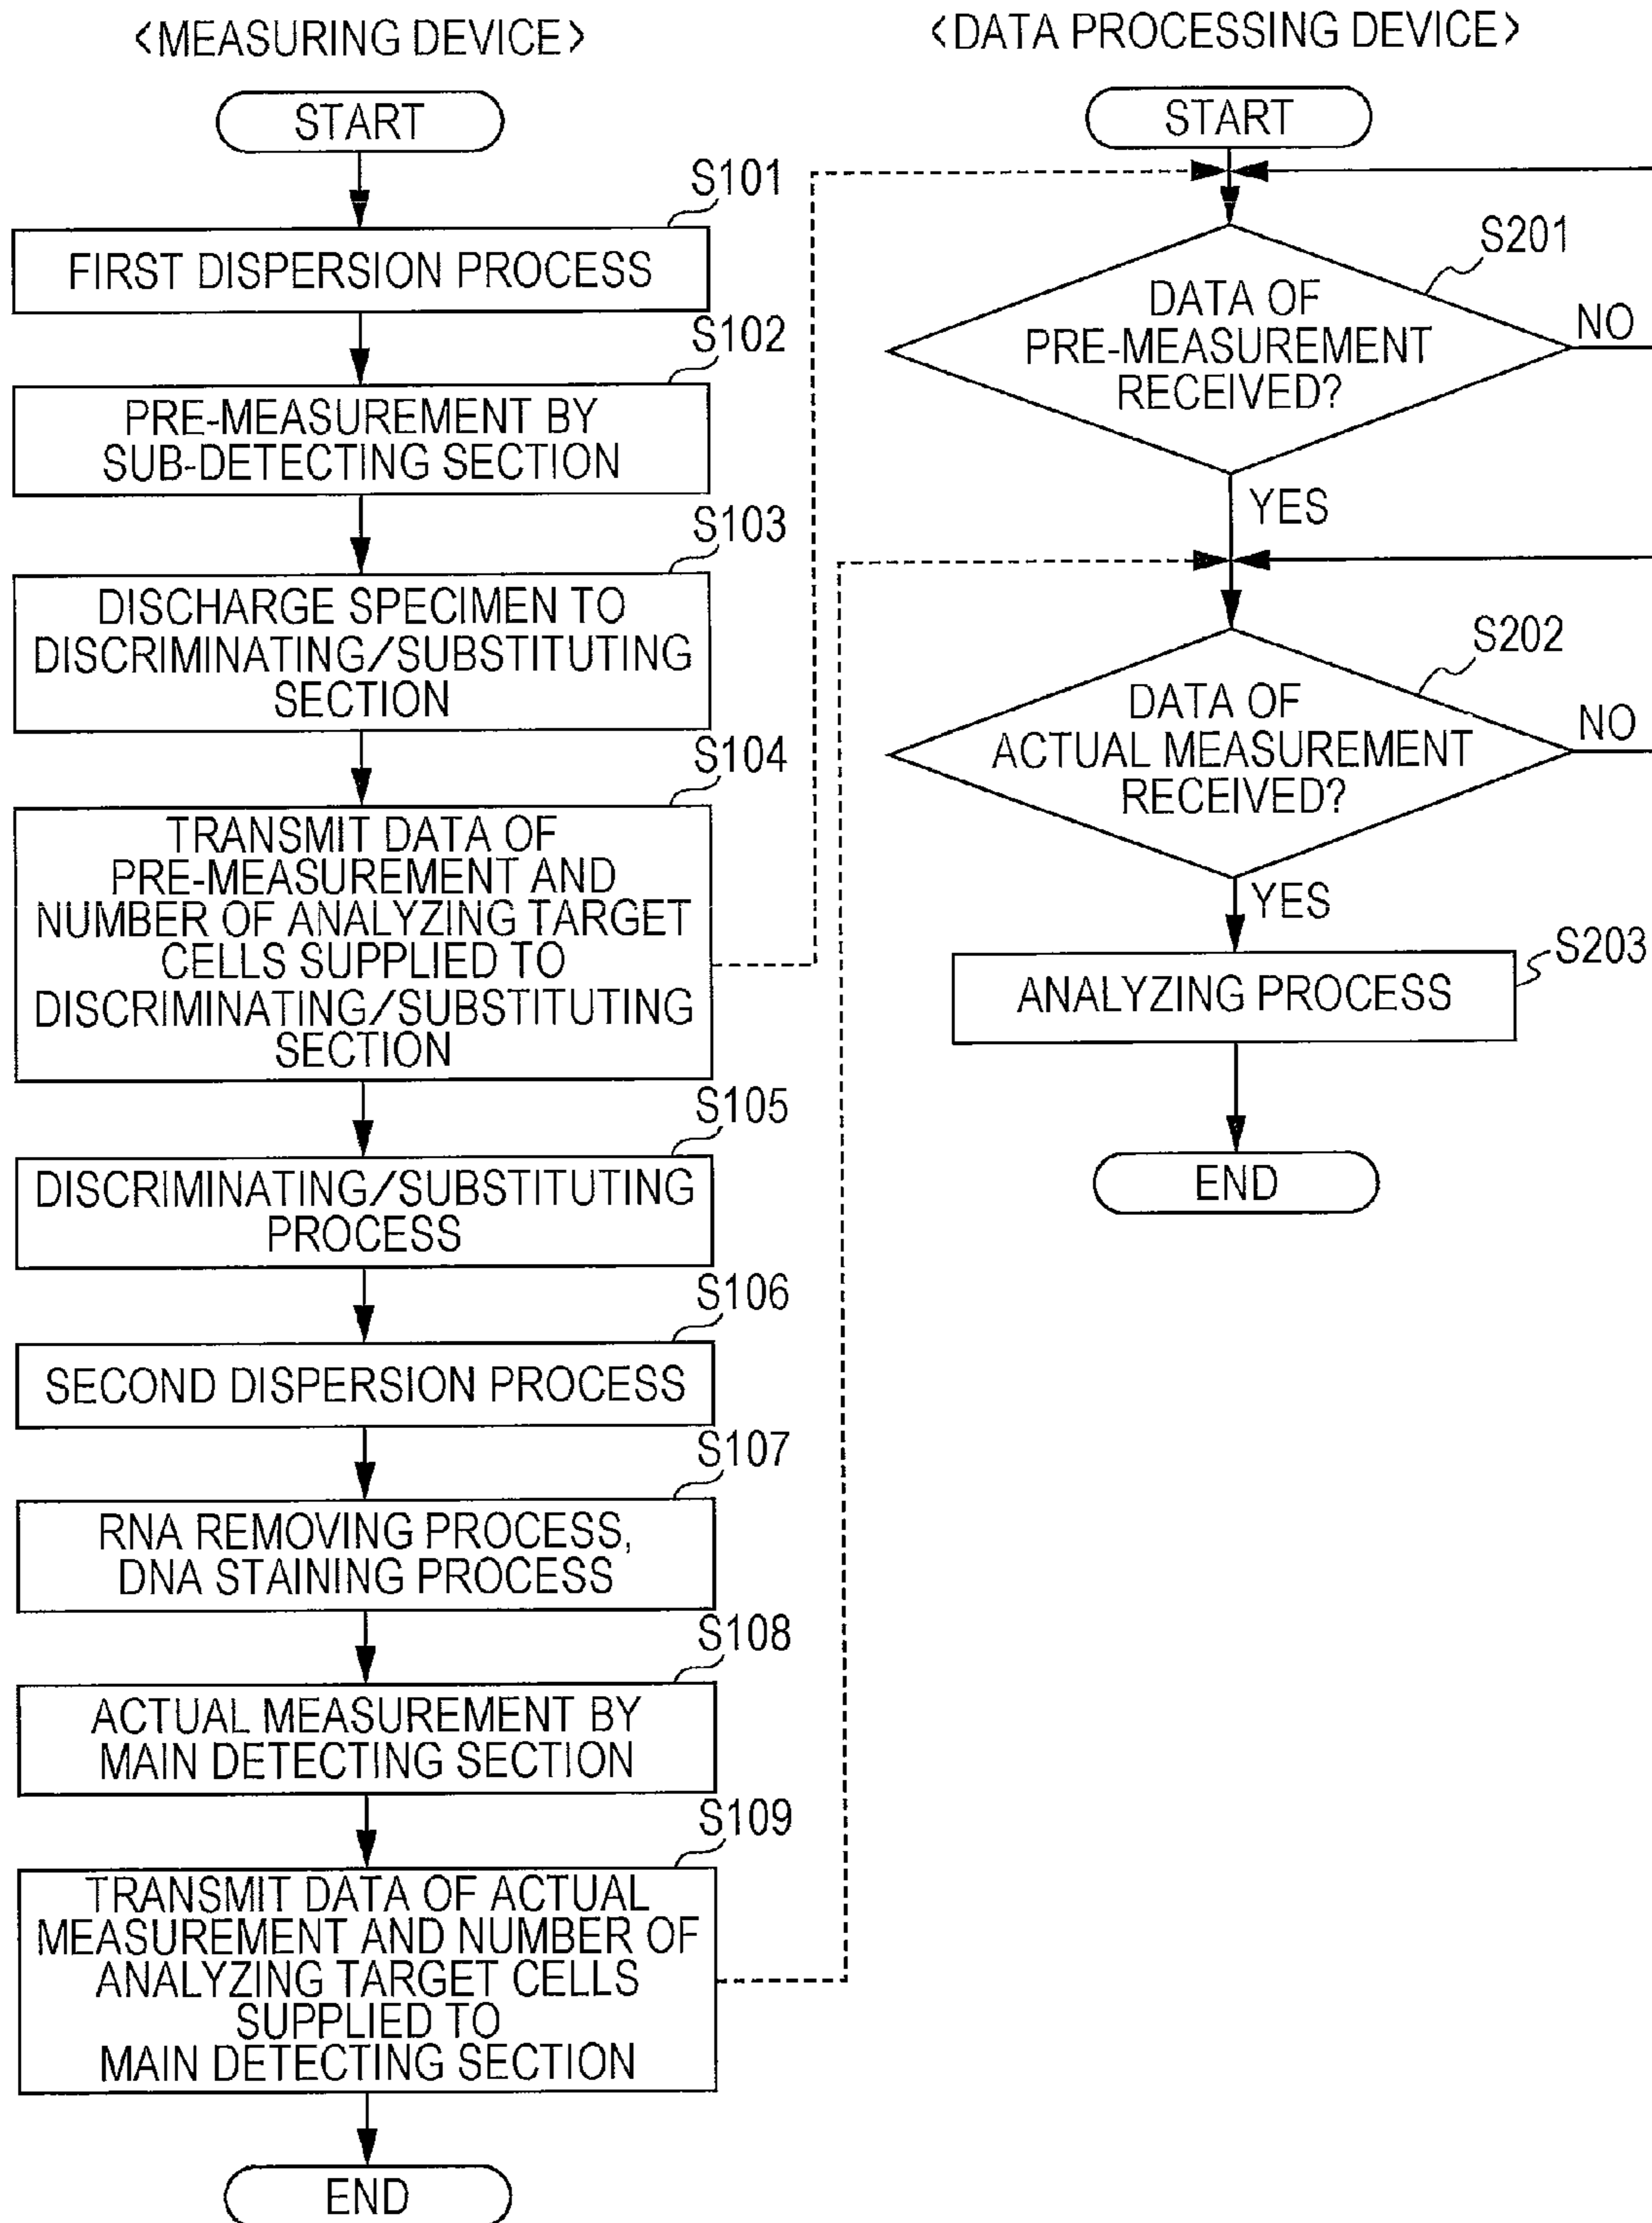 <MEASURING DEVICE>
START
S101
FIRST DISPERSION PROCESS
S102
PRE-MEASUREMENT BY
SUB-DETECTING SECTION
S103
DISCHARGE SPECIMEN TO
DISCRIMINATING/SUBSTITUTING
SECTION
S104
TRANSMIT DATA OF
PRE-MEASUREMENT AND
NUMBER OF ANALYZING TARGET
CELLS SUPPLIED TO
DISCRIMINATING/SUBSTITUTING
SECTION
S105
DISCRIMINATING/SUBSTITUTING
PROCESS
S106
SECOND DISPERSION PROCESS
S107
RNA REMOVING PROCESS,
DNA STAINING PROCESS
S108
ACTUAL MEASUREMENT BY
MAIN DETECTING SECTION
S109
TRANSMIT DATA OF ACTUAL
MEASUREMENT AND NUMBER OF
ANALYZING TARGET CELLS
SUPPLIED TO
MAIN DETECTING SECTION
END
<DATA PROCESSING DEVICE>
START
S201
DATA OF
PRE-MEASUREMENT
RECEIVED?
NO
YES
S202
DATA OF
ACTUAL MEASUREMENT
RECEIVED?
NO
YES
S203
ANALYZING PROCESS
END